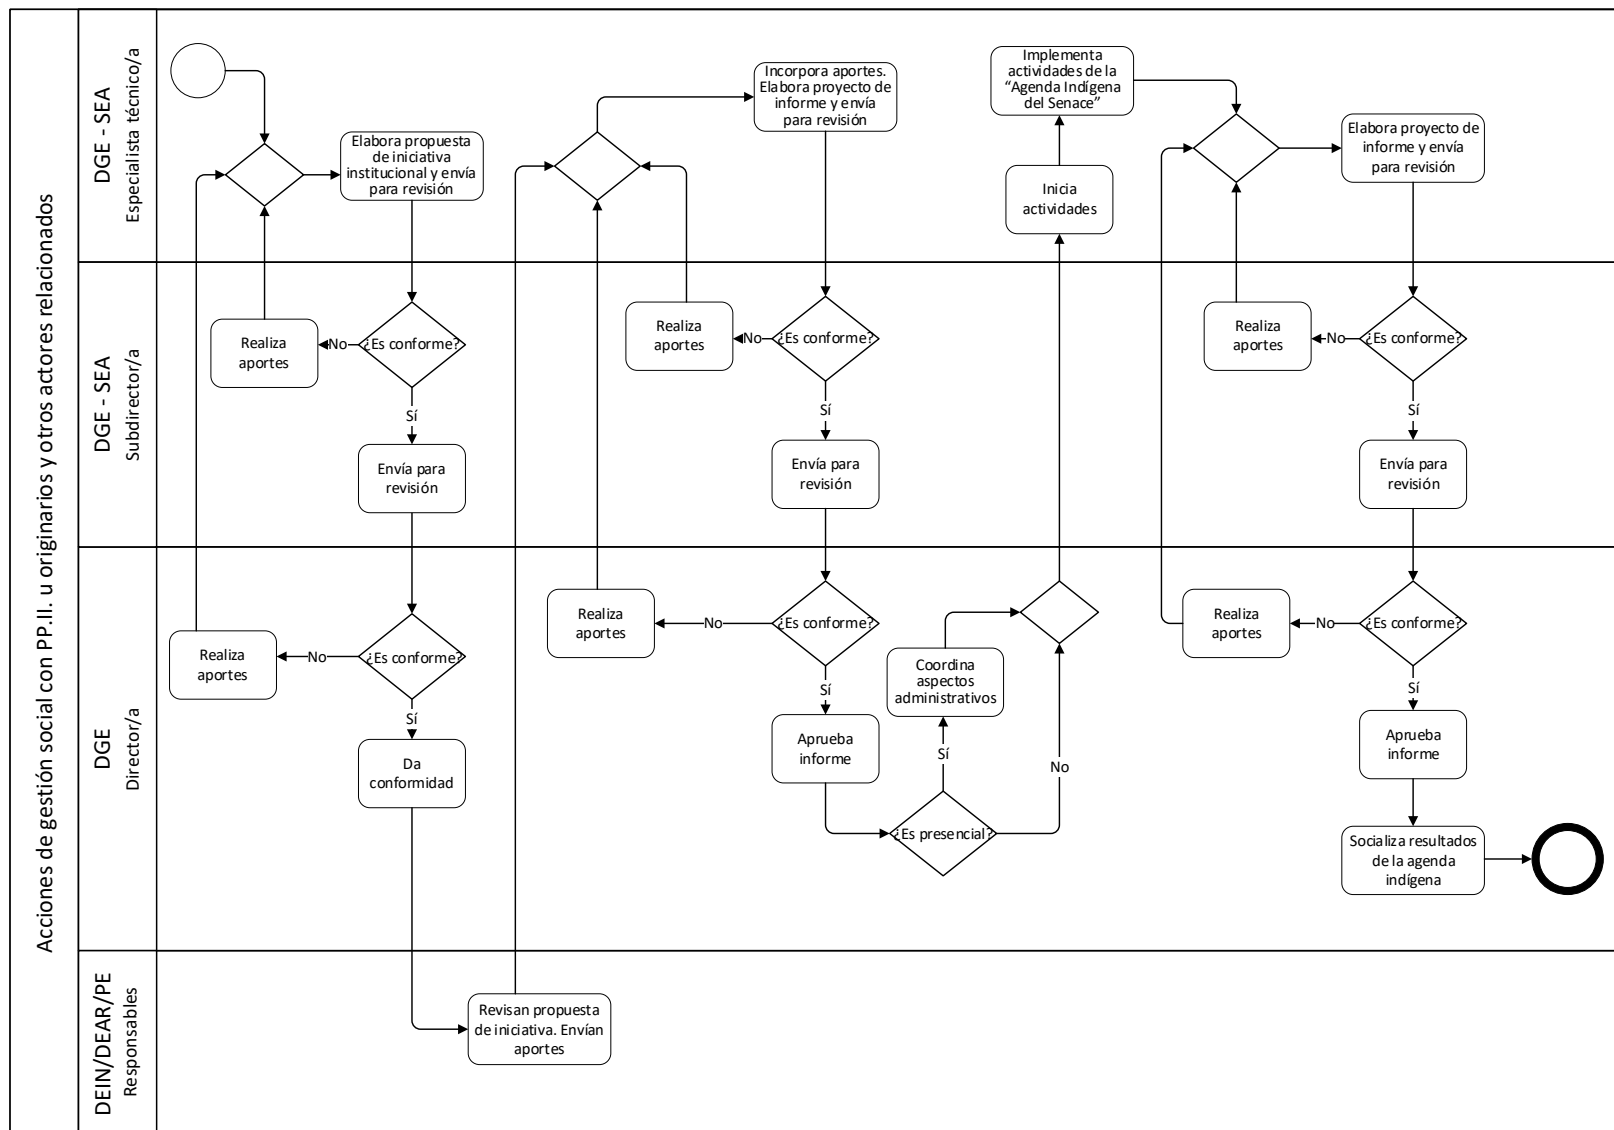 Acciones de gestión social con PP.II. u originarios y otros actores relacionados
DGE - SEA
Especialista técnico/a
Elabora propuesta
de iniciativa
institucional y envía
para revisión
Incorpora aportes.
Elabora proyecto de
informe y envía
para revisión
Implementa
actividades de la
“Agenda Indígena
del Senace”
Inicia
actividades
Elabora proyecto de
informe y envía
para revisión
DGE - SEA
Subdirector/a
Realiza
aportes
No
¿Es conforme?
Sí
Envía para
revisión
Realiza
aportes
No
¿Es conforme?
Sí
Envía para
revisión
Realiza
aportes
No
¿Es conforme?
Sí
Envía para
revisión
DGE
Director/a
Realiza
aportes
No
¿Es conforme?
Sí
Da
conformidad
Realiza
aportes
No
¿Es conforme?
Sí
Aprueba
informe
Coordina
aspectos
administrativos
Sí
¿Es presencial?
No
Realiza
aportes
No
¿Es conforme?
Sí
Aprueba
informe
Socializa resultados
de la agenda
indígena
DEIN/DEAR/PE
Responsables
Revisan propuesta
de iniciativa. Envían
aportes